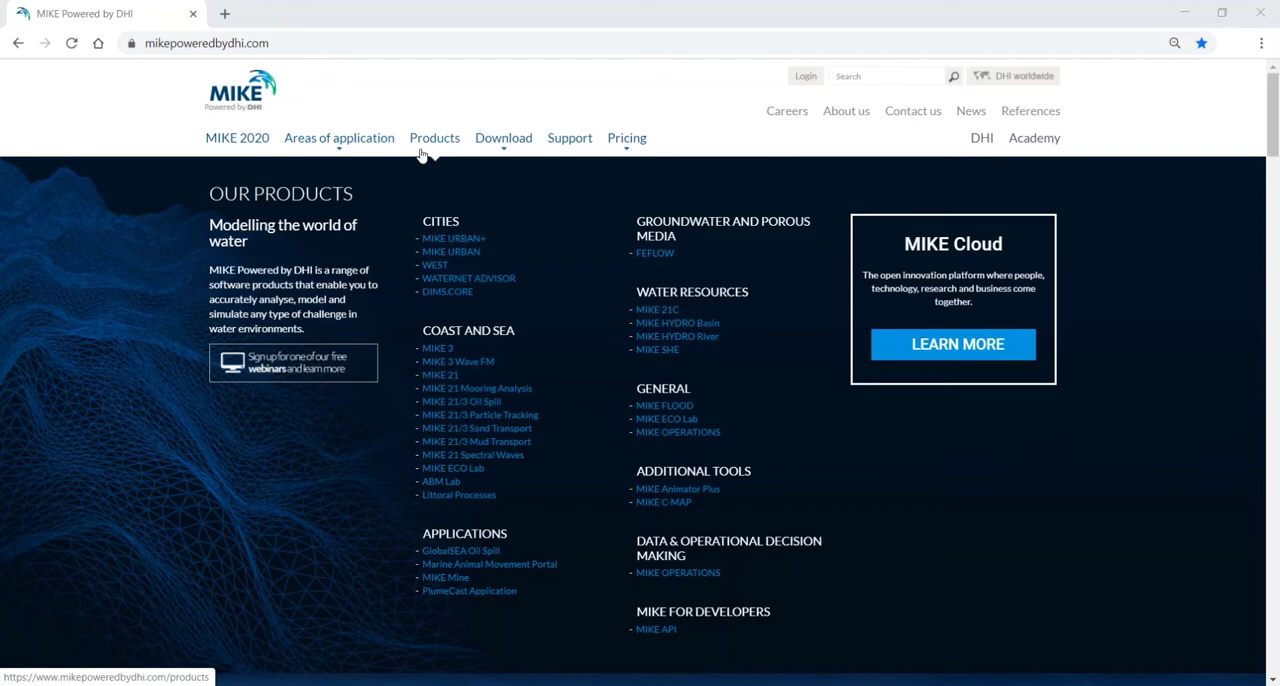 MIKE Powered by DHI
mikepoweredbydhi.com
MIKE
Powered by DHI
Login
Search
DHI worldwide
Careers About us Contact us News References
MIKE 2020 Areas of application Products Download Support Pricing
DHI Academy
OUR PRODUCTS
Modelling the world of
water
MIKE Powered by DHI is a range of
software products that enable you to
accurately analyse, model and
simulate any type of challenge in
water environments.
Sign up for one of our free
webinars and learn more
CITIES
- MIKE URBAN+
- MIKE URBAN
- WEST
- WATERNET ADVISOR
- DIMS.CORE
COAST AND SEA
- MIKE 3
- MIKE 3 Wave FM
- MIKE 21
- MIKE 21 Mooring Analysis
- MIKE 21/3 Oil Spill
- MIKE 21/3 Particle Tracking
- MIKE 21/3 Sand Transport
- MIKE 21/3 Mud Transport
- MIKE 21 Spectral Waves
- MIKE ECO Lab
- ABM Lab
- Littoral Processes
APPLICATIONS
- GlobalSEA Oil Spill
- Marine Animal Movement Portal
- MIKE Mine
- PlumeCast Application
GROUNDWATER AND POROUS
MEDIA
- FEFLOW
WATER RESOURCES
- MIKE 21C
- MIKE HYDRO Basin
- MIKE HYDRO River
- MIKE SHE
GENERAL
- MIKE FLOOD
- MIKE ECO Lab
- MIKE OPERATIONS
ADDITIONAL TOOLS
- MIKE Animator Plus
- MIKE C-MAP
DATA & OPERATIONAL DECISION
MAKING
- MIKE OPERATIONS
MIKE FOR DEVELOPERS
- MIKE API
MIKE Cloud
The open innovation platform where people,
technology, research and business come
together.
LEARN MORE
https://www.mikepoweredbydhi.com/products